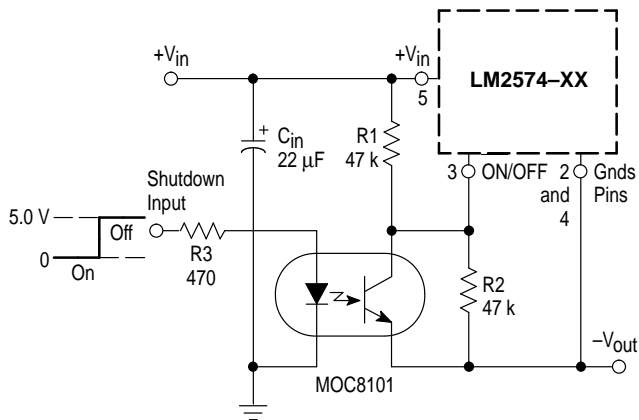 +Vin
+Vin
5
LM2574–XX
Cin
22 µF
R1
47 k
3 ON/OFF
2
and
4
Gnds
Pins
Shutdown
Input
5.0 V
Off
0
On
R3
470
R2
47 k
–Vout
MOC8101
+